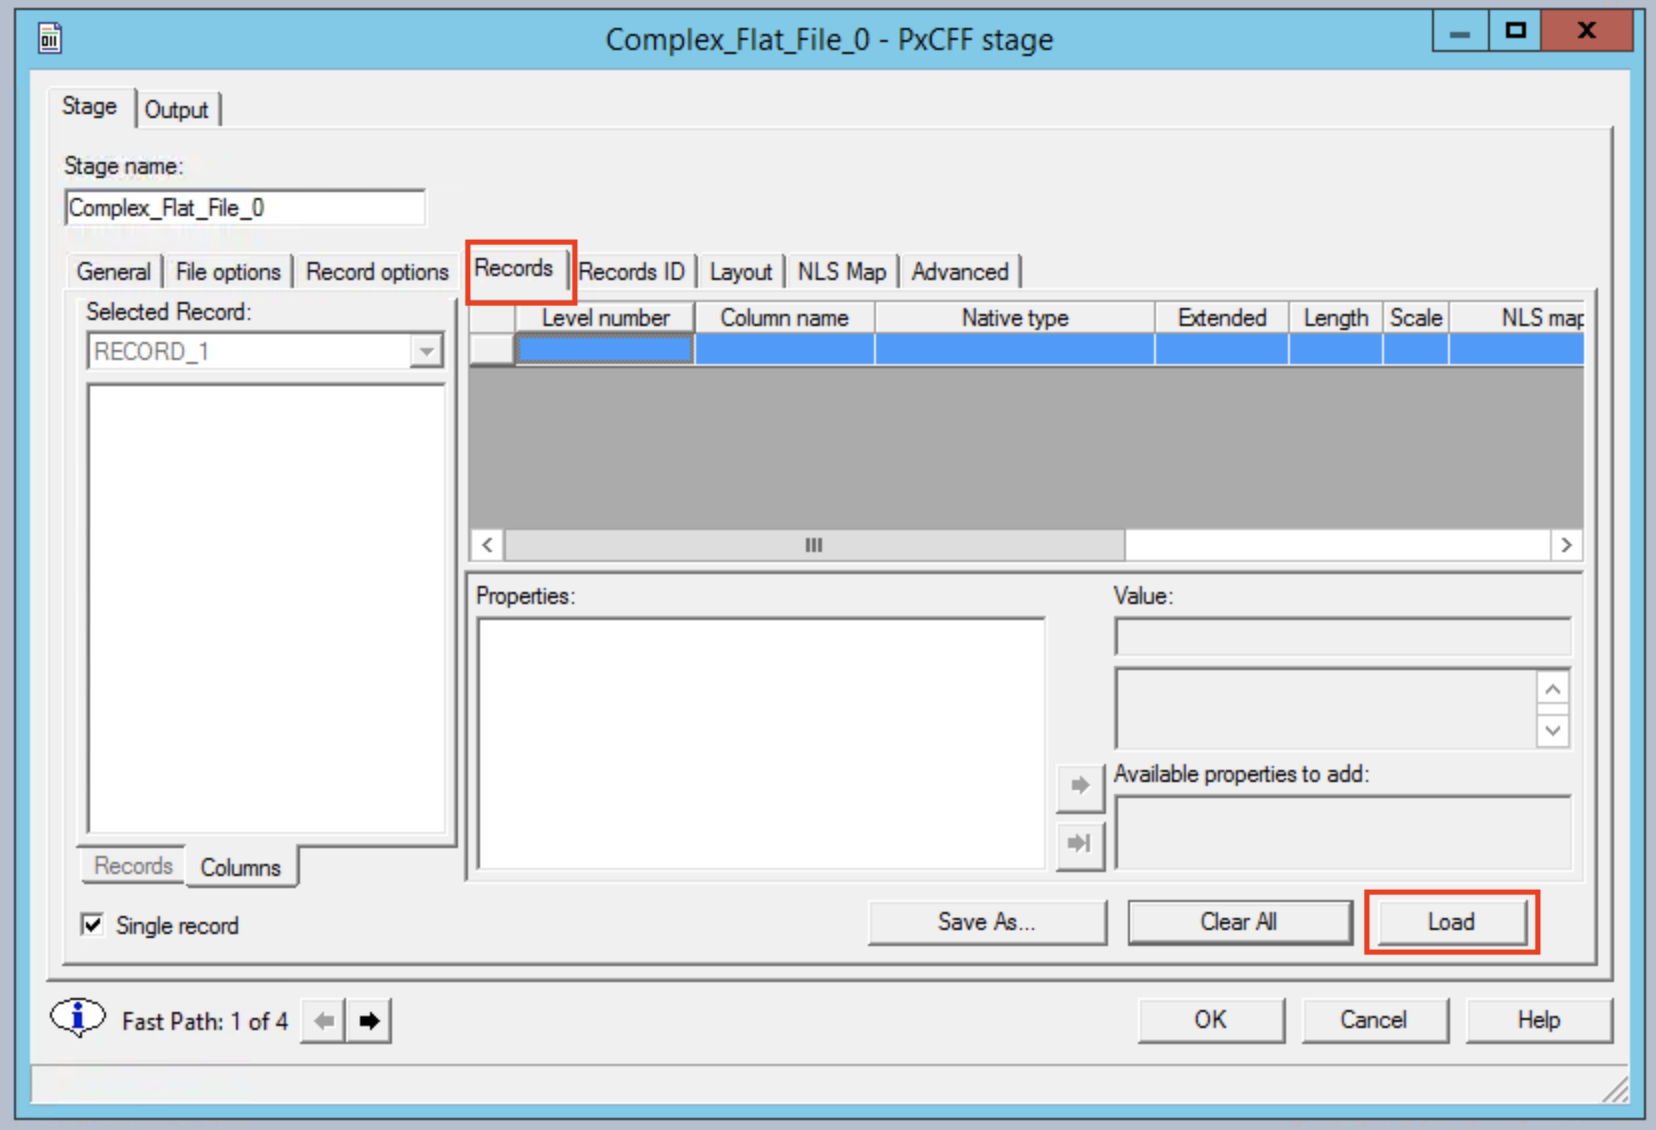 Complex_Flat_File_0 - PxCFF stage
Stage
Output
Stage name:
Complex_Flat_File_0
General
File options
Record options
Records
Records ID
Layout
NLS Map
Advanced
Selected Record:
RECORD_1
Level number
Column name
Native type
Extended
Length
Scale
NLS map
Properties:
Value:
Available properties to add:
Records
Columns
Single record
Save As...
Clear All
Load
Fast Path: 1 of 4
OK
Cancel
Help